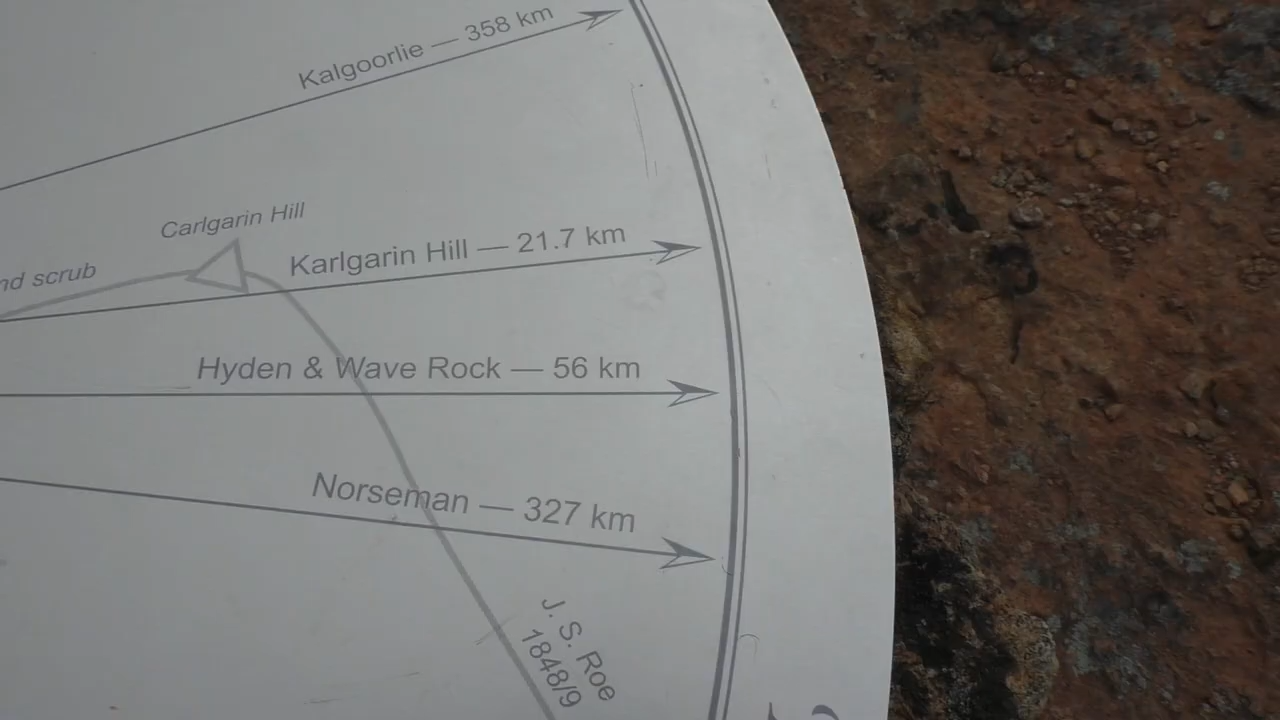 Kalgoorlie — 358 km
Carlgarin Hill
Karlgarin Hill — 21.7 km
scrub
Hyden & Wave Rock — 56 km
Norseman — 327 km
J. S. Roe
1848/9